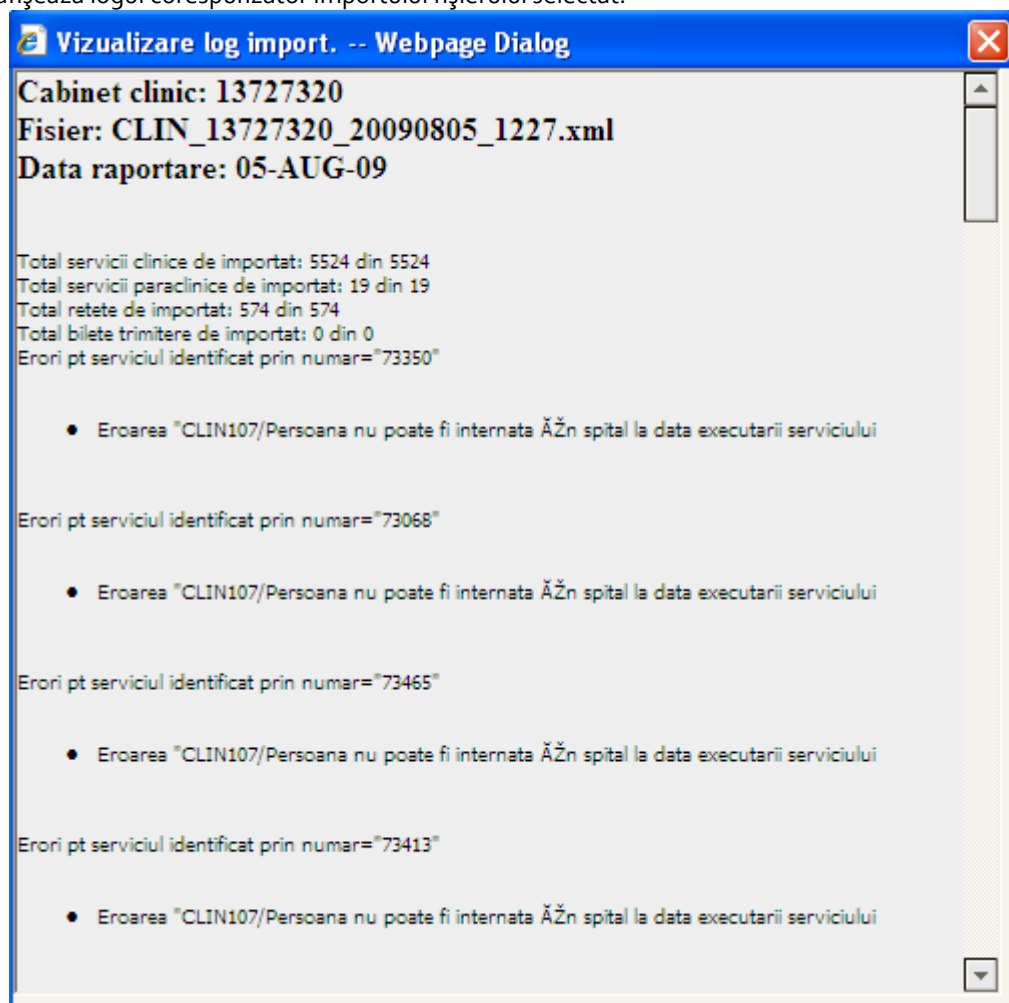 logul corespunzător importului fişierului selectat.
Vizualizare log import. -- Webpage Dialog
Cabinet clinic: 13727320
Fisier: CLIN_13727320_20090805_1227.xml
Data raportare: 05-AUG-09
Total servicii clinice de importat: 5524 din 5524
Total servicii paraclinice de importat: 19 din 19
Total retete de importat: 574 din 574
Total bilete trimitere de importat: 0 din 0
Erori pt serviciul identificat prin numar="73350"
• Eroarea "CLIN107/Persoana nu poate fi internata ĂŽn spital la data executarii serviciului
Erori pt serviciul identificat prin numar="73068"
• Eroarea "CLIN107/Persoana nu poate fi internata ĂŽn spital la data executarii serviciului
Erori pt serviciul identificat prin numar="73465"
• Eroarea "CLIN107/Persoana nu poate fi internata ĂŽn spital la data executarii serviciului
Erori pt serviciul identificat prin numar="73413"
• Eroarea "CLIN107/Persoana nu poate fi internata ĂŽn spital la data executarii serviciului